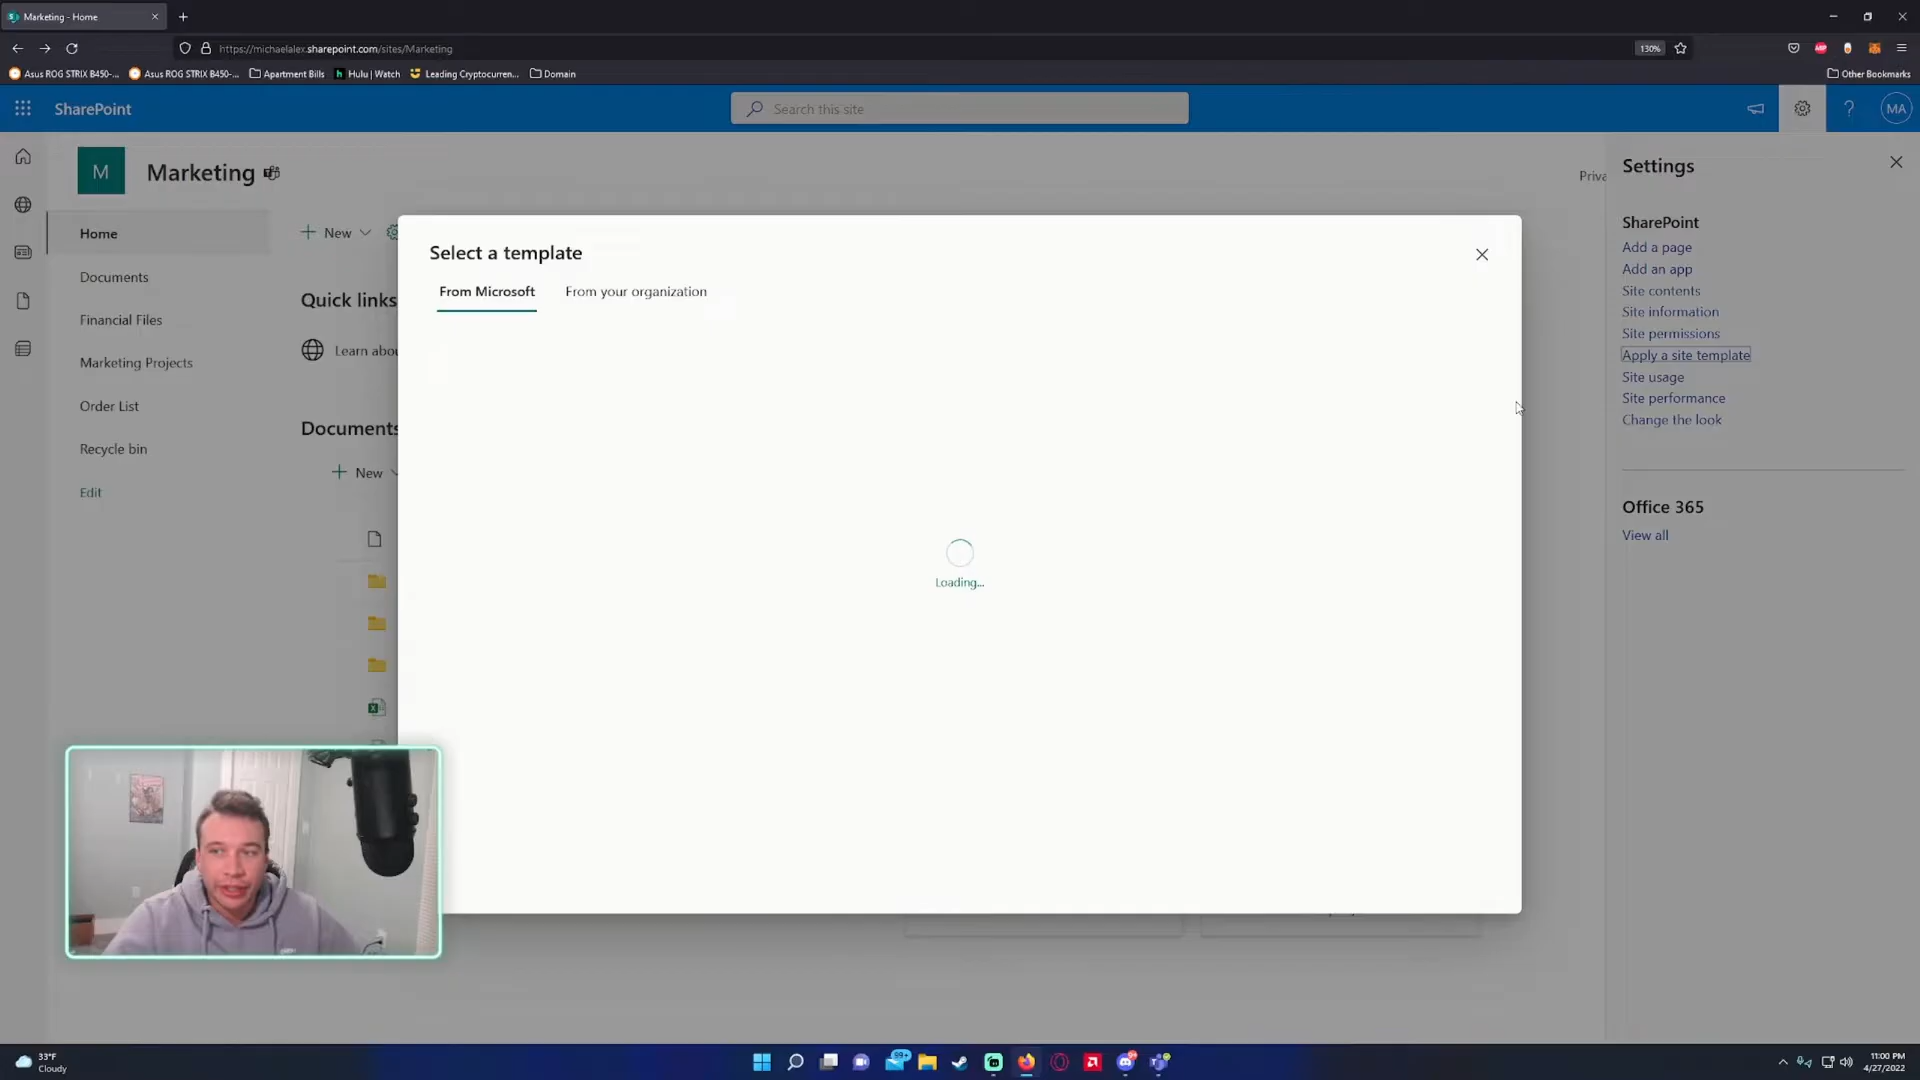 Marketing - Home
https://michaelalex.sharepoint.com/sites/Marketing
130%
Asus ROG STRIX B450-...
Asus ROG STRIX B450-...
Apartment Bills
h
Hulu | Watch
Leading Cryptocurren...
Domain
Other Bookmarks
SharePoint
Search this site
?
MA
M
Marketing
Settings
SharePoint
Add a page
Add an app
Site contents
Site information
Site permissions
Apply a site template
Site usage
Site performance
Change the look
Office 365
View all
Home
Documents
Financial Files
Marketing Projects
Order List
Recycle bin
Edit
New
Quick links
Documents
New
Select a template
From Microsoft
From your organization
Loading...
33°F
Cloudy
99+
11:00 PM
4/27/2022